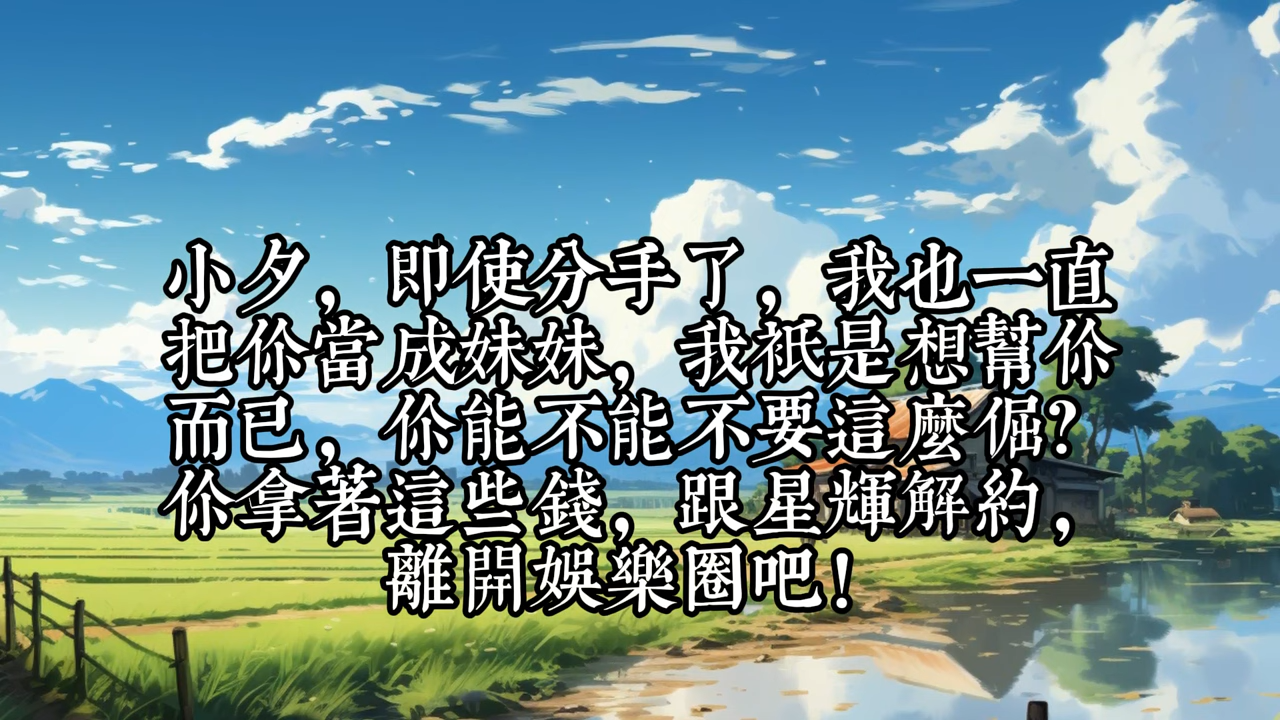 小夕，即使分手了，我也一直
把你當成妹妹，我祇是想幫你
而已，你能不能不要這麼倔？
你拿著這些錢，跟星輝解約，
離開娛樂圈吧！